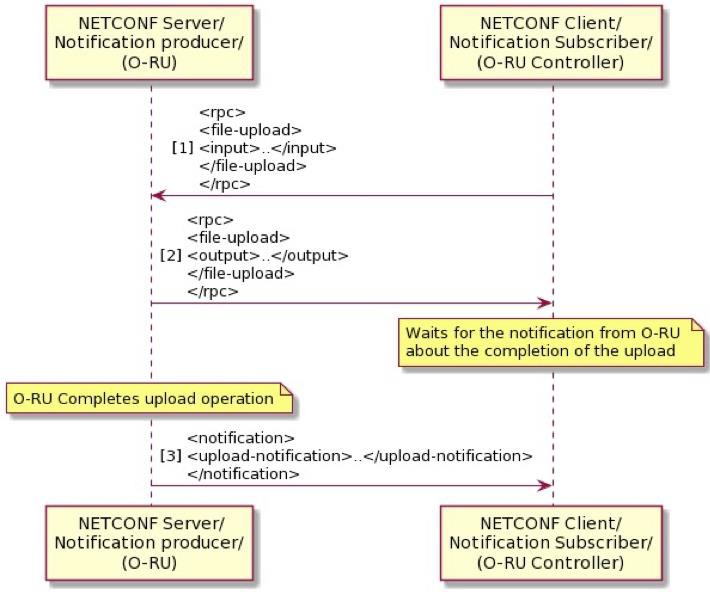 NETCONF Server/
Notification producer/
(O-RU)
NETCONF Client/
Notification Subscriber/
(O-RU Controller)
<rpc>
<file-upload>
[1] <input>..</input>
</file-upload>
</rpc>
<rpc>
<file-upload>
[2] <output>..</output>
</file-upload>
</rpc>
Waits for the notification from O-RU
about the completion of the upload
O-RU Completes upload operation
<notification>
[3] <upload-notification>..</upload-notification>
</notification>
NETCONF Server/
Notification producer/
(O-RU)
NETCONF Client/
Notification Subscriber/
(O-RU Controller)